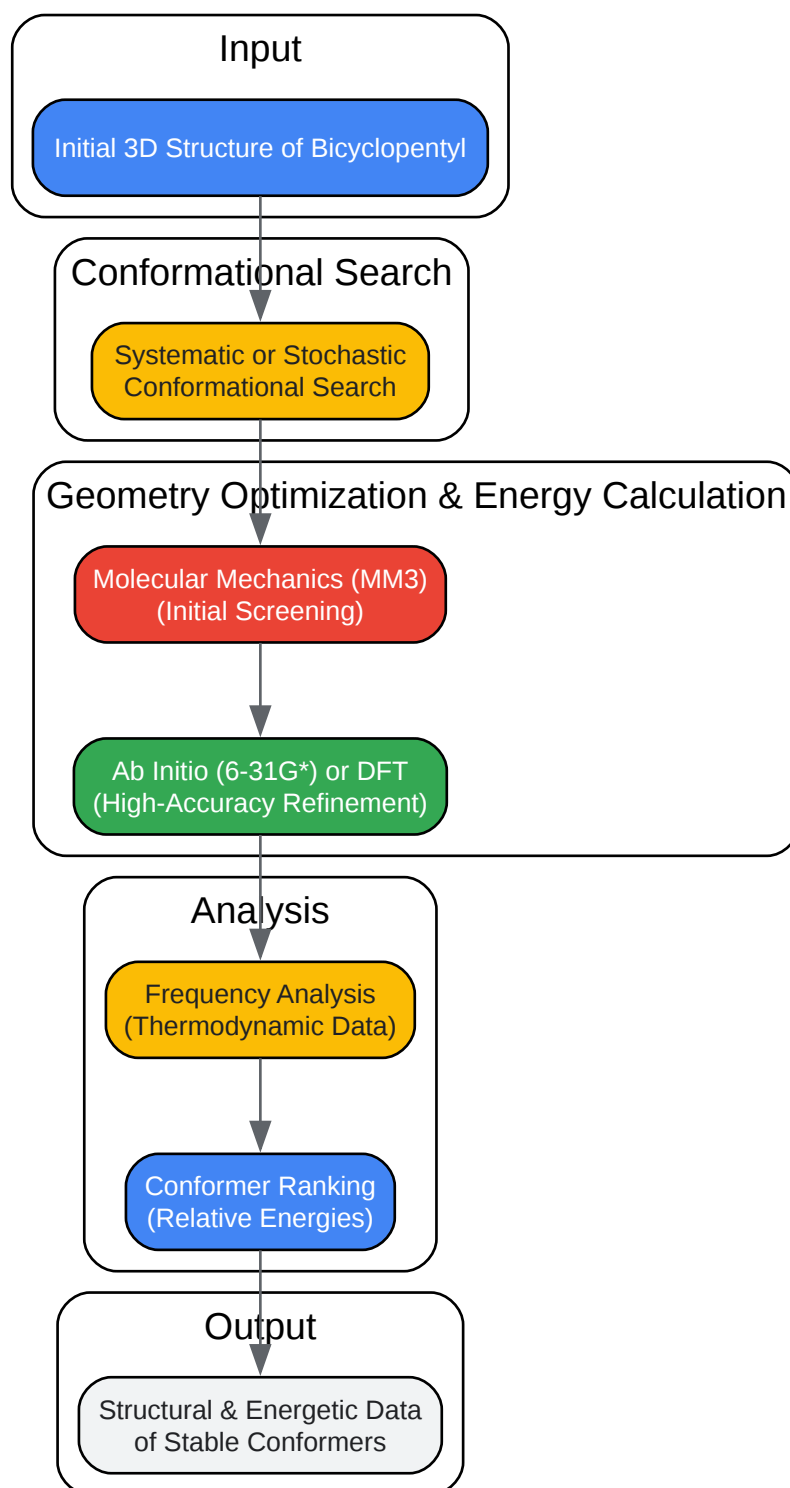 Input
Initial 3D Structure of Bicyclopentyl
Conformational Search
Systematic or Stochastic
Conformational Search
Geometry Optimization & Energy Calculation
Molecular Mechanics (MM3)
(Initial Screening)
Ab Initio (6-31G*) or DFT
(High-Accuracy Refinement)
Analysis
Frequency Analysis
(Thermodynamic Data)
Conformer Ranking
(Relative Energies)
Output
Structural & Energetic Data
of Stable Conformers